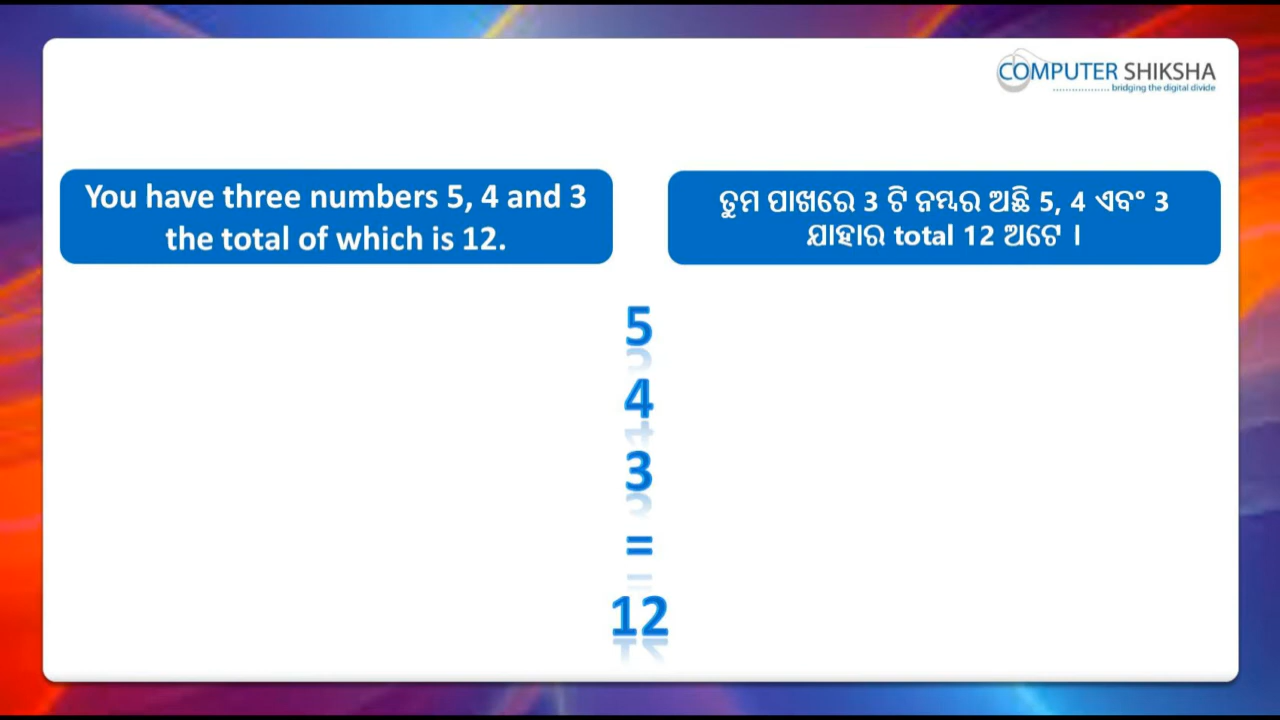 COMPUTER SHIKSHA
.................. bridging the digital divide
You have three numbers 5, 4 and 3
the total of which is 12.
ତୁମ ପାଖରେ 3 ଟି ନମ୍ବର ଅଛି 5, 4 ଏବଂ 3
ଯାହାର total 12 ଅଟେ ।
5
4
3
=
12